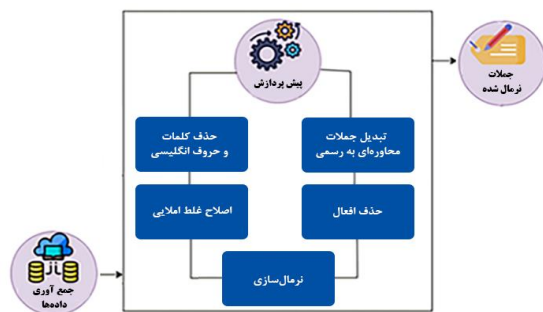 پیش پردازش
جملات
نرمال شده
تبدیل جملات
محاوره‌ای به رسمی
حذف کلمات
و حروف انگلیسی
حذف افعال
اصلاح غلط املایی
نرمال‌سازی
جمع آوری
داده‌ها